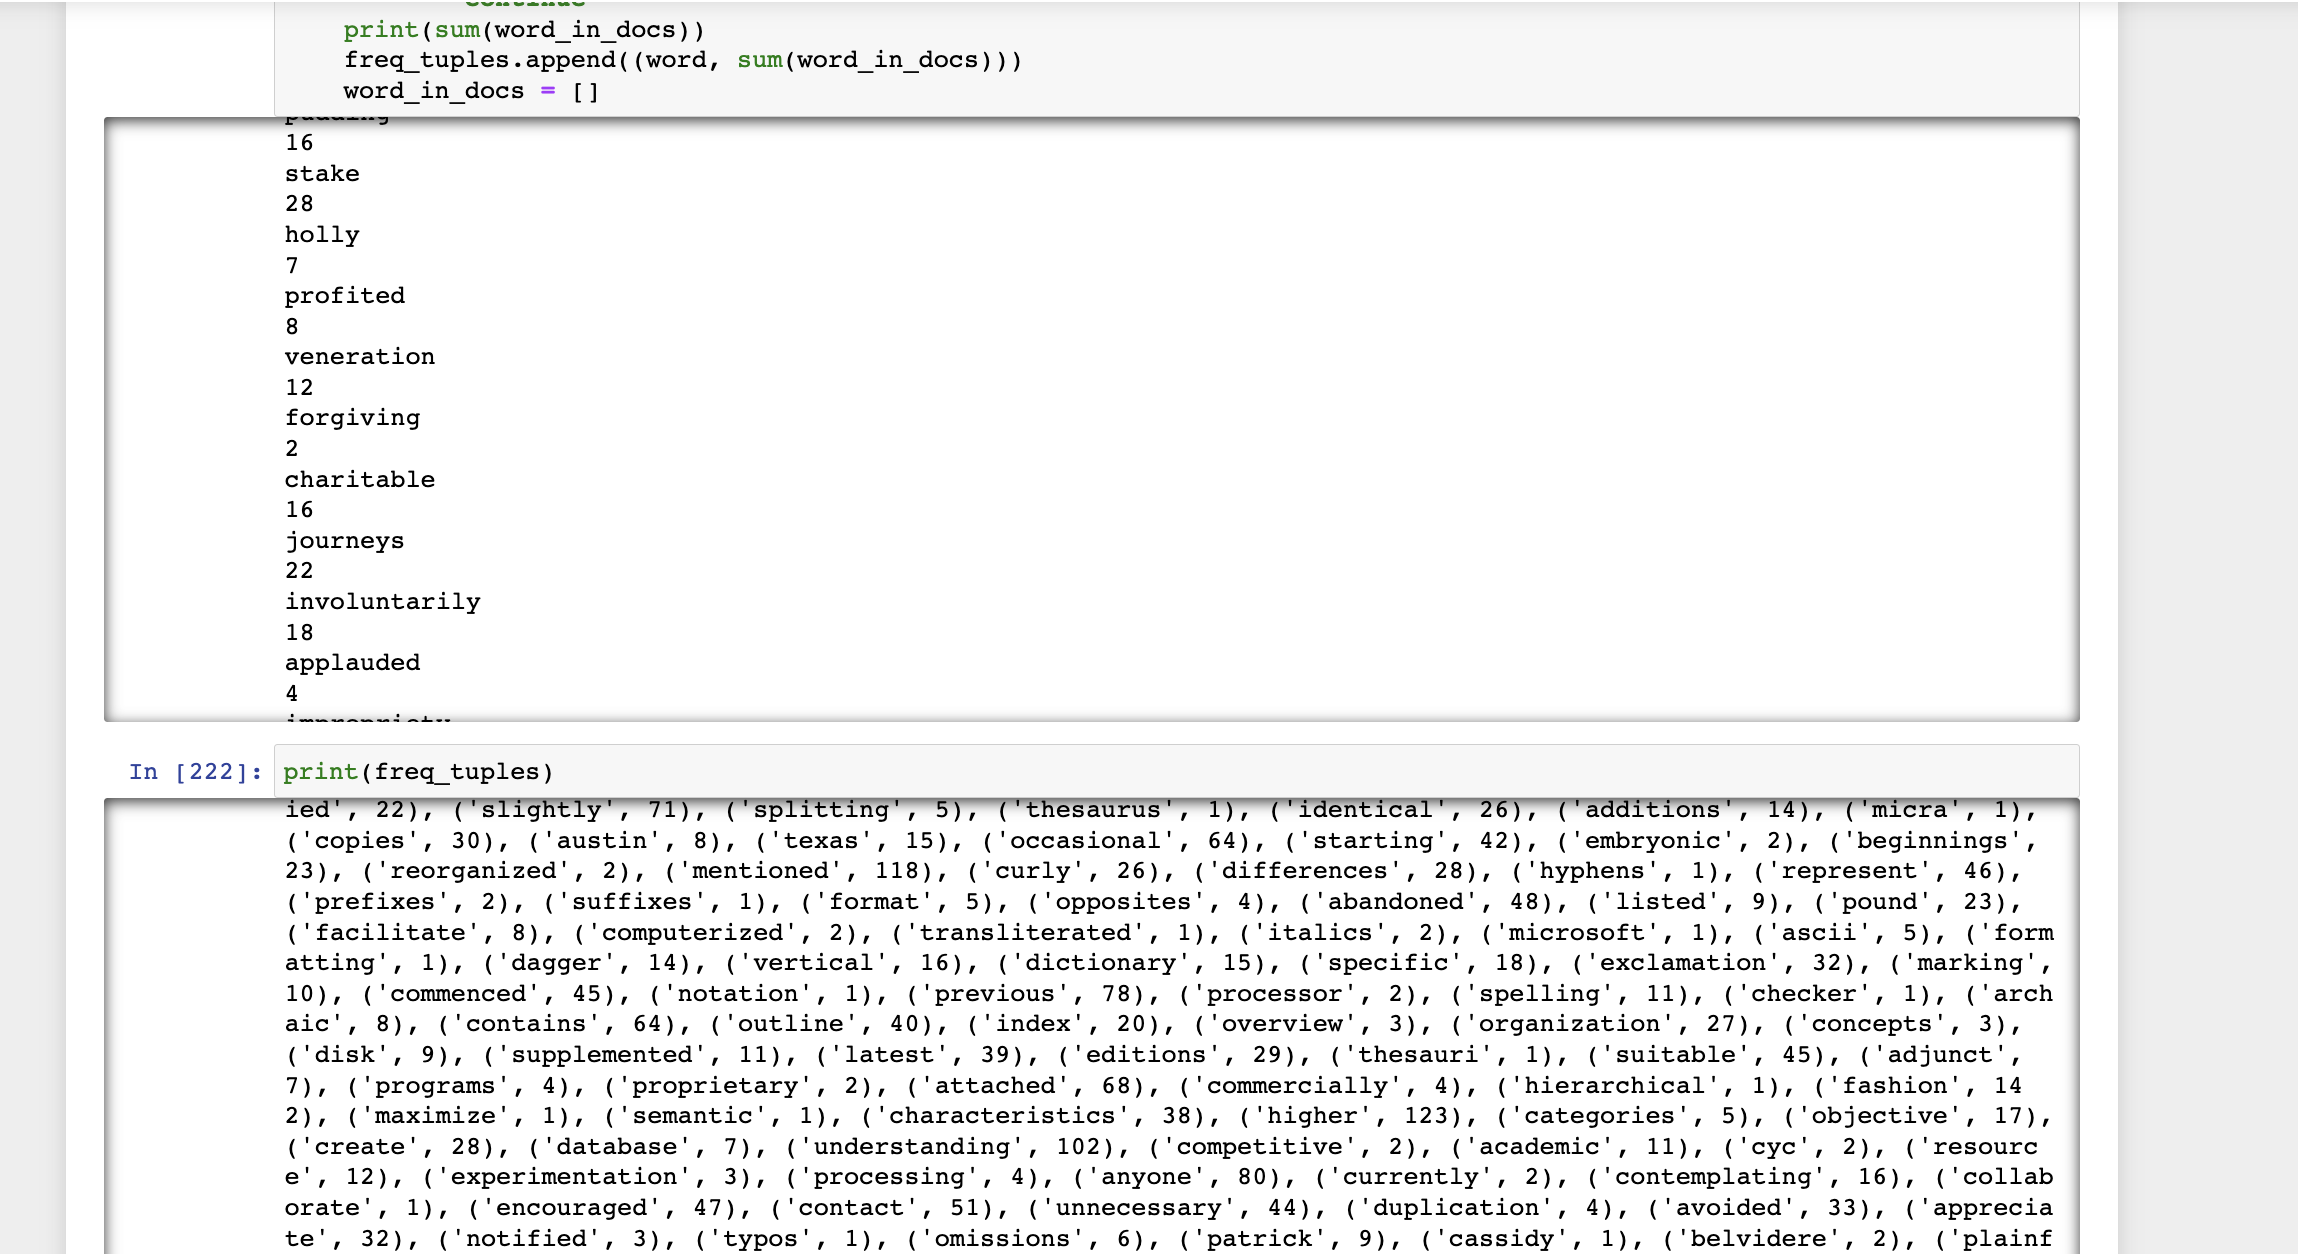 continue
print(sum(word_in_docs))
freq_tuples.append((word, sum(word_in_docs)))
word_in_docs = []
pudding
16
stake
28
holly
7
profited
8
veneration
12
forgiving
2
charitable
16
journeys
22
involuntarily
18
applauded
4
impropriety
In [222]: print(freq_tuples)
ied', 22), ('slightly', 71), ('splitting', 5), ('thesaurus', 1), ('identical', 26), ('additions', 14), ('micra', 1),
('copies', 30), ('austin', 8), ('texas', 15), ('occasional', 64), ('starting', 42), ('embryonic', 2), ('beginnings',
23), ('reorganized', 2), ('mentioned', 118), ('curly', 26), ('differences', 28), ('hyphens', 1), ('represent', 46),
('prefixes', 2), ('suffixes', 1), ('format', 5), ('opposites', 4), ('abandoned', 48), ('listed', 9), ('pound', 23),
('facilitate', 8), ('computerized', 2), ('transliterated', 1), ('italics', 2), ('microsoft', 1), ('ascii', 5), ('form
atting', 1), ('dagger', 14), ('vertical', 16), ('dictionary', 15), ('specific', 18), ('exclamation', 32), ('marking',
10), ('commenced', 45), ('notation', 1), ('previous', 78), ('processor', 2), ('spelling', 11), ('checker', 1), ('arch
aic', 8), ('contains', 64), ('outline', 40), ('index', 20), ('overview', 3), ('organization', 27), ('concepts', 3),
('disk', 9), ('supplemented', 11), ('latest', 39), ('editions', 29), ('thesauri', 1), ('suitable', 45), ('adjunct',
7), ('programs', 4), ('proprietary', 2), ('attached', 68), ('commercially', 4), ('hierarchical', 1), ('fashion', 14
2), ('maximize', 1), ('semantic', 1), ('characteristics', 38), ('higher', 123), ('categories', 5), ('objective', 17),
('create', 28), ('database', 7), ('understanding', 102), ('competitive', 2), ('academic', 11), ('cyc', 2), ('resourc
e', 12), ('experimentation', 3), ('processing', 4), ('anyone', 80), ('currently', 2), ('contemplating', 16), ('collab
orate', 1), ('encouraged', 47), ('contact', 51), ('unnecessary', 44), ('duplication', 4), ('avoided', 33), ('apprecia
te', 32), ('notified', 3), ('typos', 1), ('omissions', 6), ('patrick', 9), ('cassidy', 1), ('belvidere', 2), ('plainf